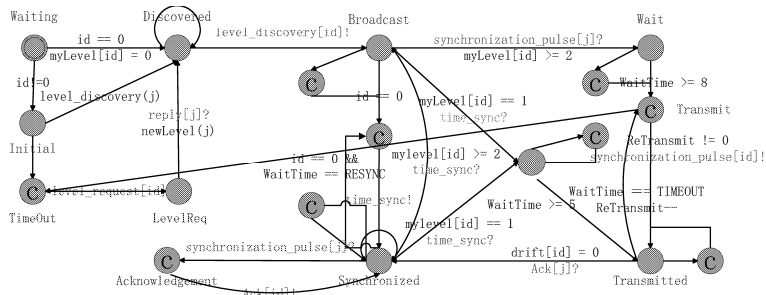 Waiting
Discovered
Broadcast
Wait
id == 0
myLevel[id] = 0
level_discovery[id]!
synchronization_pulse[j]?
myLevel[id] >= 2
id!=0
level_discovery(j)
C
id == 0
C
WaitTime >= 8
myLevel[id] == 1
time_sync?
Transmit
C
reply[j]?
newLevel(j)
C
C
ReTransmit != 0
synchronization_pulse[id]!
Initial
id == 0 &&
WaitTime == RESYNC
mylevel[id] >= 2
time_sync?
C
level_request[id]
TimeOut
LevelReq
C
time_sync!
WaitTime >= 5
WaitTime == TIMEOUT
ReTransmit--
mylevel[id] == 1
time_sync?
synchronization_pulse[j]?
drift[id] = 0
Ack[j]?
C
C
Acknowledgement
Synchronized
Transmitted
Ack[id]!